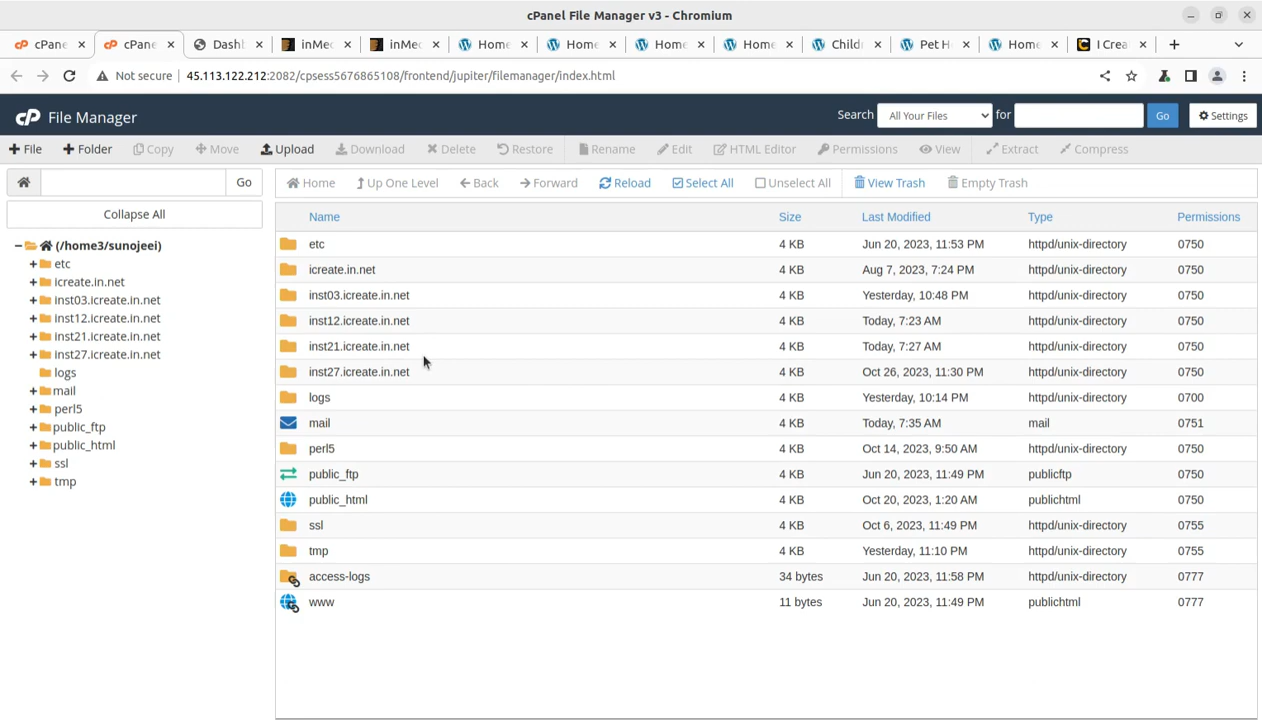 cPanel File Manager v3 - Chromium
cPane
cPane
Dash
inMec
inMec
Home
Home
Home
Home
Child
Pet H
Home
I Crea
Not secure
45.113.122.212:2082/cpsess5676865108/frontend/jupiter/filemanager/index.html
cP File Manager
Search All Your Files for Go Settings
File Folder Copy Move Upload Download Delete Restore Rename Edit HTML Editor Permissions View Extract Compress
Go
Home Up One Level Back Forward Reload Select All Unselect All View Trash Empty Trash
Collapse All
(/home3/sunojeei)
etc
icreate.in.net
inst03.icreate.in.net
inst12.icreate.in.net
inst21.icreate.in.net
inst27.icreate.in.net
logs
mail
perl5
public_ftp
public_html
ssl
tmp
Name Size Last Modified Type Permissions
etc 4 KB Jun 20, 2023, 11:53 PM httpd/unix-directory 0750
icreate.in.net 4 KB Aug 7, 2023, 7:24 PM httpd/unix-directory 0750
inst03.icreate.in.net 4 KB Yesterday, 10:48 PM httpd/unix-directory 0750
inst12.icreate.in.net 4 KB Today, 7:23 AM httpd/unix-directory 0750
inst21.icreate.in.net 4 KB Today, 7:27 AM httpd/unix-directory 0750
inst27.icreate.in.net 4 KB Oct 26, 2023, 11:30 PM httpd/unix-directory 0750
logs 4 KB Yesterday, 10:14 PM httpd/unix-directory 0700
mail 4 KB Today, 7:35 AM mail 0751
perl5 4 KB Oct 14, 2023, 9:50 AM httpd/unix-directory 0750
public_ftp 4 KB Jun 20, 2023, 11:49 PM publicftp 0750
public_html 4 KB Oct 20, 2023, 1:20 AM publichtml 0750
ssl 4 KB Oct 6, 2023, 11:49 PM httpd/unix-directory 0755
tmp 4 KB Yesterday, 11:10 PM httpd/unix-directory 0755
access-logs 34 bytes Jun 20, 2023, 11:58 PM httpd/unix-directory 0777
www 11 bytes Jun 20, 2023, 11:49 PM publichtml 0777